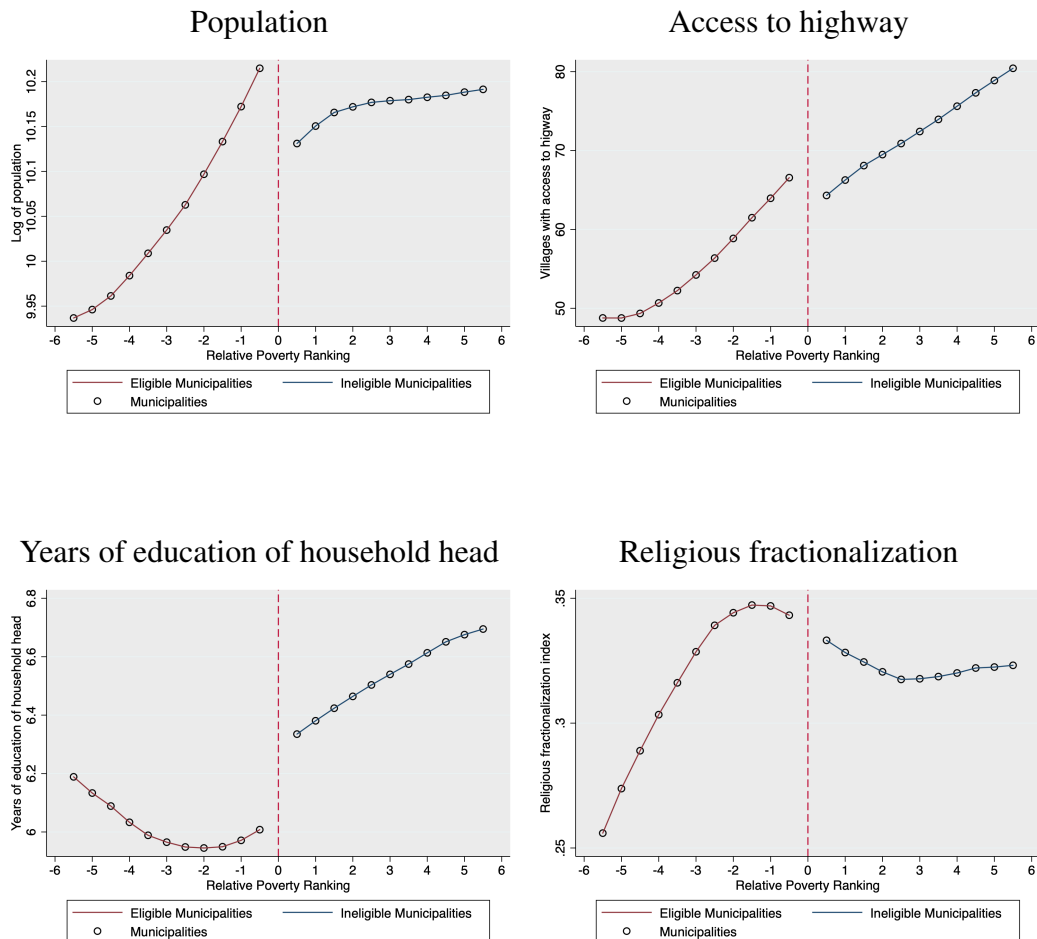 Population
Log of population
10.2
10.15
10.1
10.05
10
9.95
-6 -5 -4 -3 -2 -1 0 1 2 3 4 5 6
Relative Poverty Ranking
Eligible Municipalities Ineligible Municipalities
Municipalities
Access to highway
Villages with access to higway
80
70
60
50
-6 -5 -4 -3 -2 -1 0 1 2 3 4 5 6
Relative Poverty Ranking
Eligible Municipalities Ineligible Municipalities
Municipalities
Years of education of household head
Years of education of household head
6.8
6.6
6.4
6.2
6
-6 -5 -4 -3 -2 -1 0 1 2 3 4 5 6
Relative Poverty Ranking
Eligible Municipalities Ineligible Municipalities
Municipalities
Religious fractionalization
Religious fractionalization index
.35
.3
.25
-6 -5 -4 -3 -2 -1 0 1 2 3 4 5 6
Relative Poverty Ranking
Eligible Municipalities Ineligible Municipalities
Municipalities